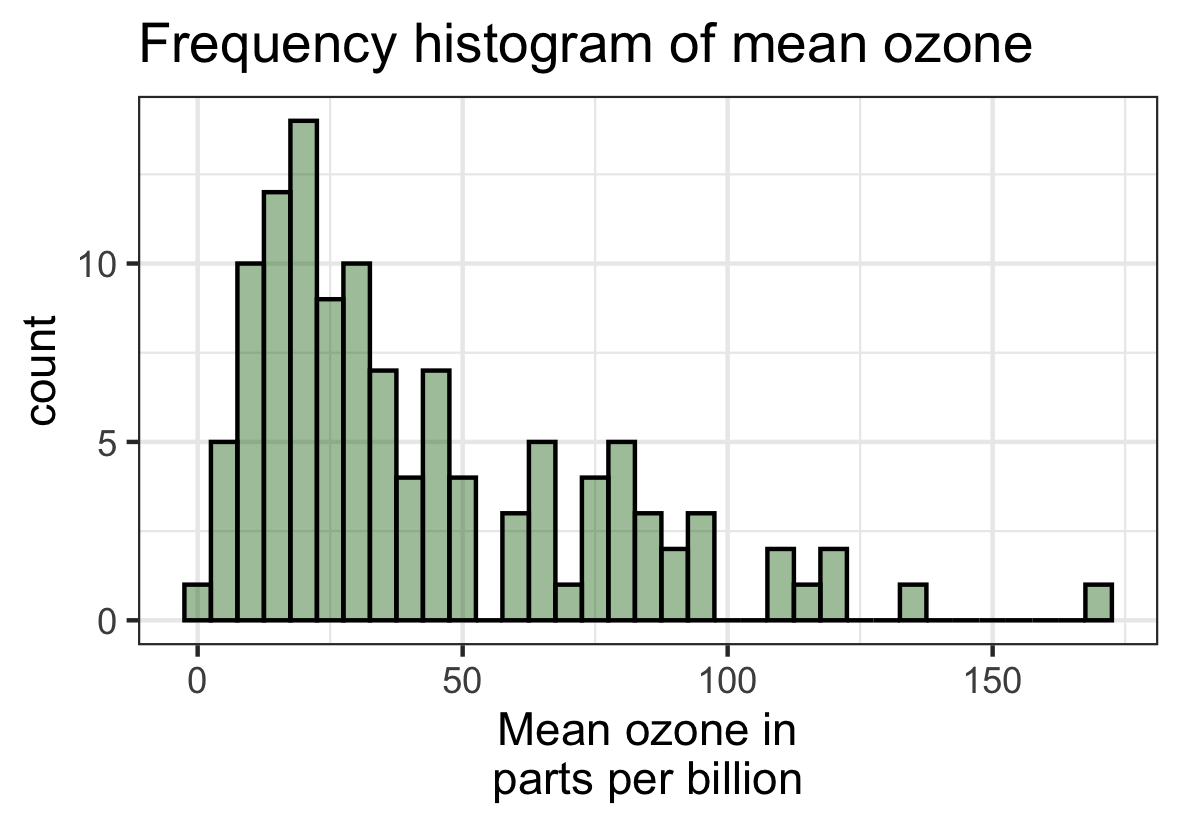 Frequency histogram of mean ozone
10
5
0
count
0 50 100 150
Mean ozone in
parts per billion